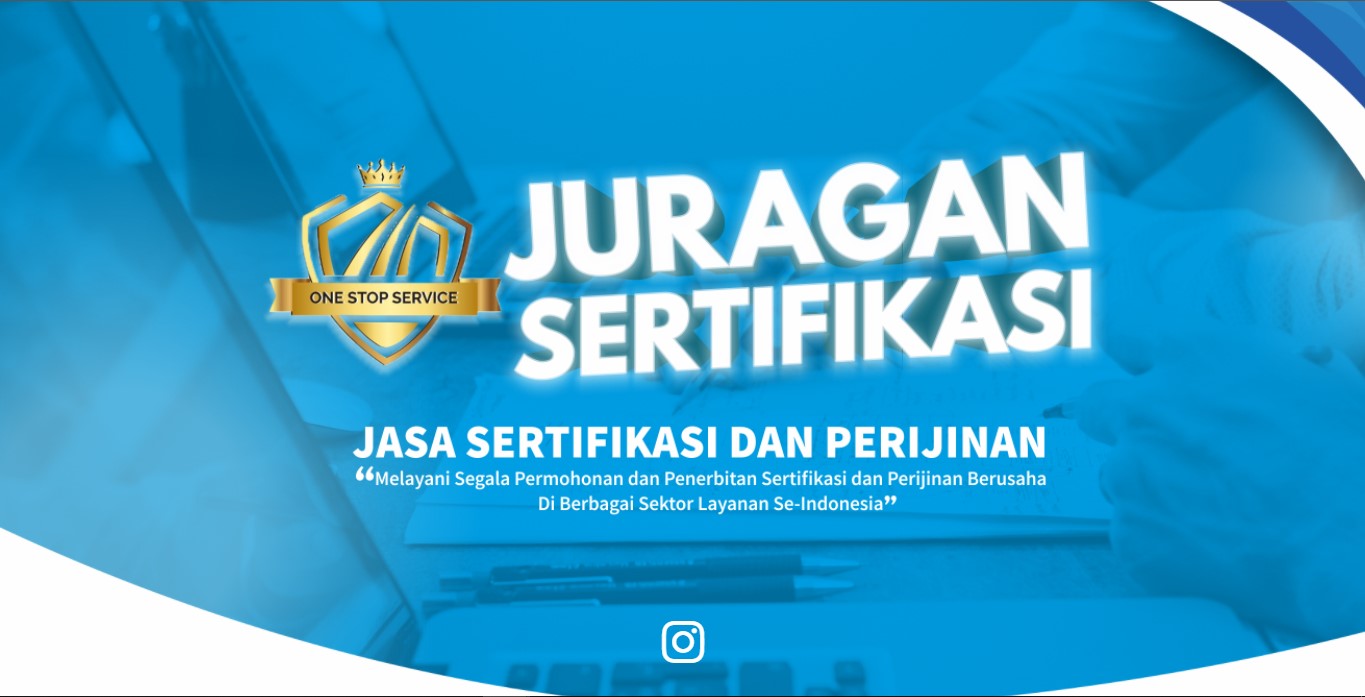 JURAGAN
SERTIFIKASI
ONE STOP SERVICE
JASA SERTIFIKASI DAN PERIJINAN
“Melayani Segala Permohonan dan Penerbitan Sertifikasi dan Perijinan Berusaha
Di Berbagai Sektor Layanan Se-Indonesia”